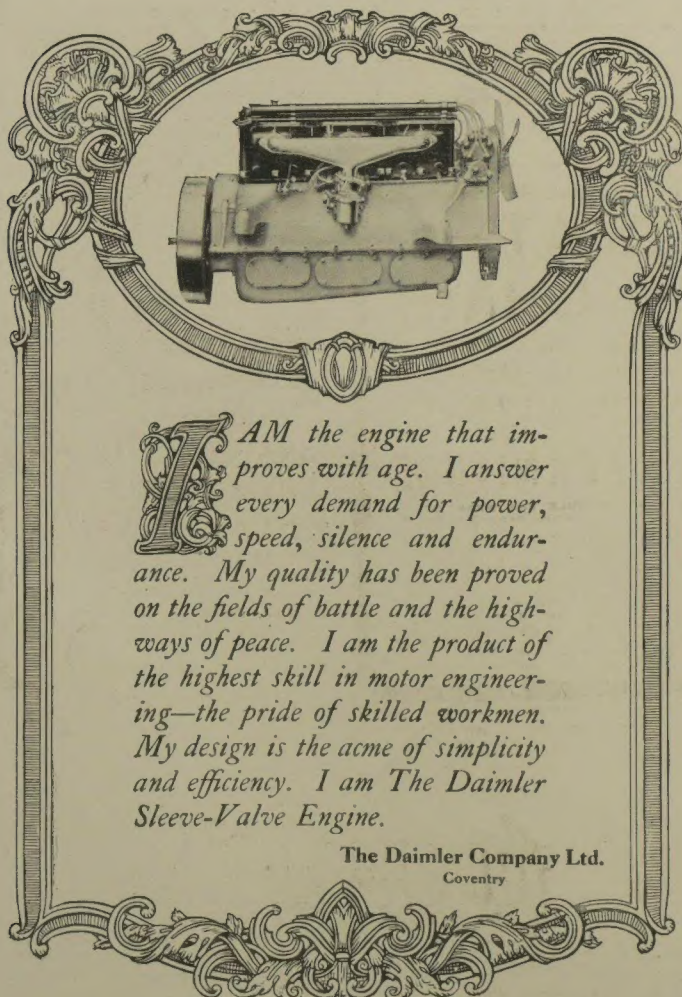 I AM the engine that im-
proves with age. I answer
every demand for power,
speed, silence and endur-
ance. My quality has been proved
on the fields of battle and the high-
ways of peace. I am the product of
the highest skill in motor engineer-
ing—the pride of skilled workmen.
My design is the acme of simplicity
and efficiency. I am The Daimler
Sleeve-Valve Engine.
The Daimler Company Ltd.
Coventry